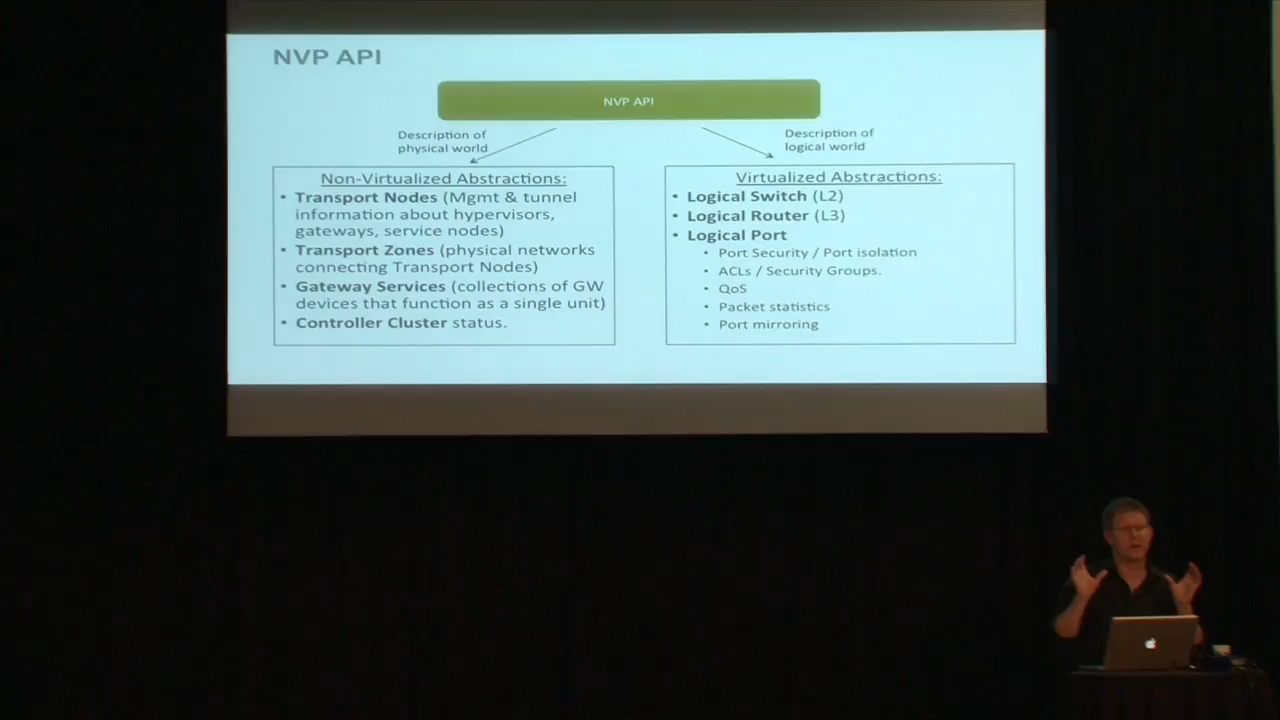 NVP API
NVP API
Description of
physical world
Description of
logical world
Non-Virtualized Abstractions:
• Transport Nodes (Mgmt & tunnel
information about hypervisors,
gateways, service nodes)
• Transport Zones (physical networks
connecting Transport Nodes)
• Gateway Services (collections of GW
devices that function as a single unit)
• Controller Cluster status.
Virtualized Abstractions:
• Logical Switch (L2)
• Logical Router (L3)
• Logical Port
• Port Security / Port isolation
• ACLs / Security Groups.
• QoS
• Packet statistics
• Port mirroring